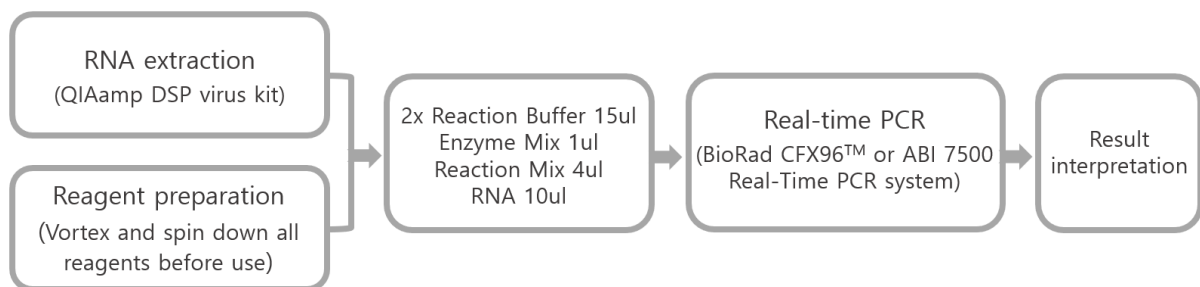 RNA extraction
(QIAamp DSP virus kit)
Reagent preparation
(Vortex and spin down all
reagents before use)
2x Reaction Buffer 15ul
Enzyme Mix 1ul
Reaction Mix 4ul
RNA 10ul
Real-time PCR
(BioRad CFX96™ or ABI 7500
Real-Time PCR system)
Result
interpretation